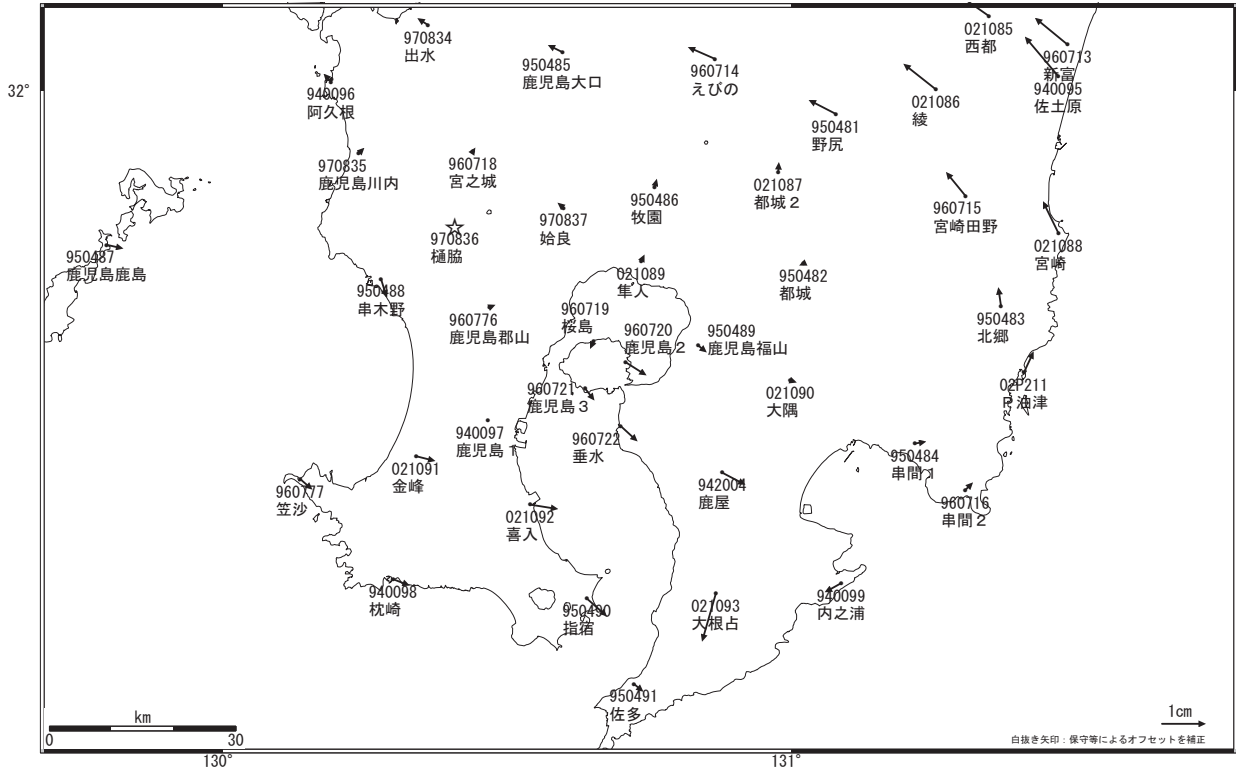 970834
出水
950485
鹿児島大口
960714
えびの
021085
西都
960713
新富
940095
佐土原
32°
940096
阿久根
021086
綾
950481
野尻
970835
鹿児島川内
960718
宮之城
950486
牧園
021087
都城２
960715
宮崎田野
970837
姶良
970836
樋脇
021088
宮崎
950487
鹿児島鹿島
021089
隼人
950482
都城
950488
串木野
960776
鹿児島郡山
960719
桜島
960720
鹿児島２
950489
鹿児島福山
950483
北郷
960721
鹿児島３
021090
大隅
02P211
Ｐ油津
940097
鹿児島１
960722
垂水
950484
串間１
021091
金峰
942004
鹿屋
960777
笠沙
960716
串間２
021092
喜入
940098
枕崎
950490
指宿
021093
大根占
940099
内之浦
950491
佐多
km
0
30
1cm
白抜き矢印：保守等によるオフセットを補正
130°
131°